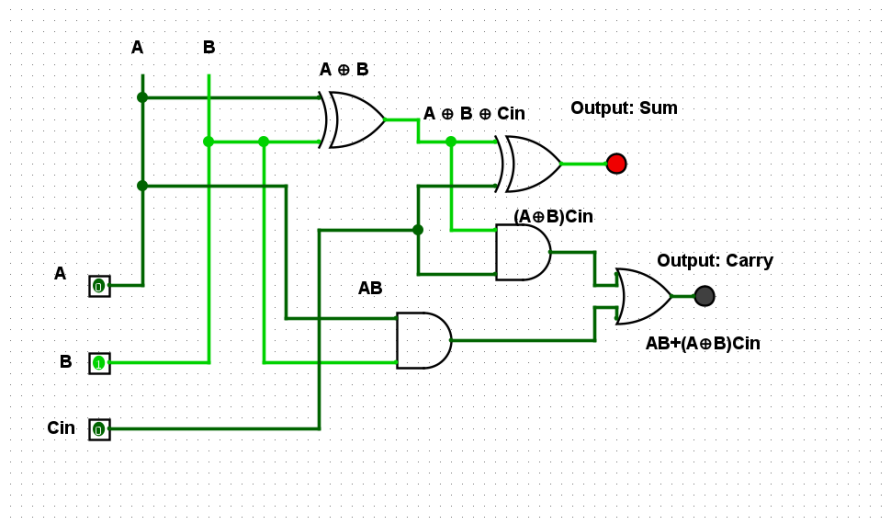 A
B
A ⊕ B
A ⊕ B ⊕ Cin
Output: Sum
(A⊕B)Cin
Output: Carry
A
0
AB
AB+(A⊕B)Cin
B
1
Cin
0